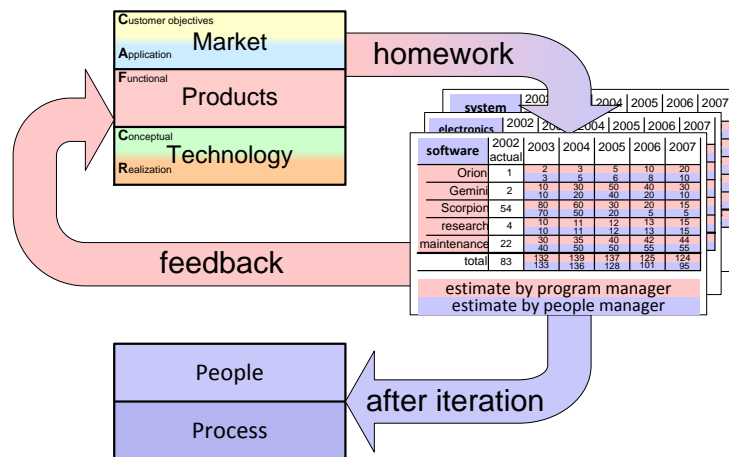 Customer objectives
Market
Application
Functional
Products
Conceptual
Technology
Realization
homework
feedback
system 2002 2004 2005 2006 2007
electronics 2002 2003 2004 2005 2006 2007
software 2002 actual 2003 2004 2005 2006 2007
Orion 1 2 3 5 10 20
3 5 6 8 10
Gemini 2 10 30 50 40 30
10 20 40 20 10
Scorpion 54 80 60 30 20 15
70 50 20 5 5
research 4 10 11 12 13 15
10 11 12 13 15
maintenance 22 30 35 40 42 44
40 50 50 55 55
total 83 132 139 137 125 124
133 136 128 101 95
estimate by program manager
estimate by people manager
People
Process
after iteration